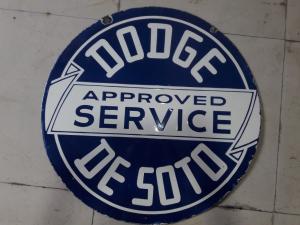 DODGE
APPROVED
SERVICE
DE SOTO